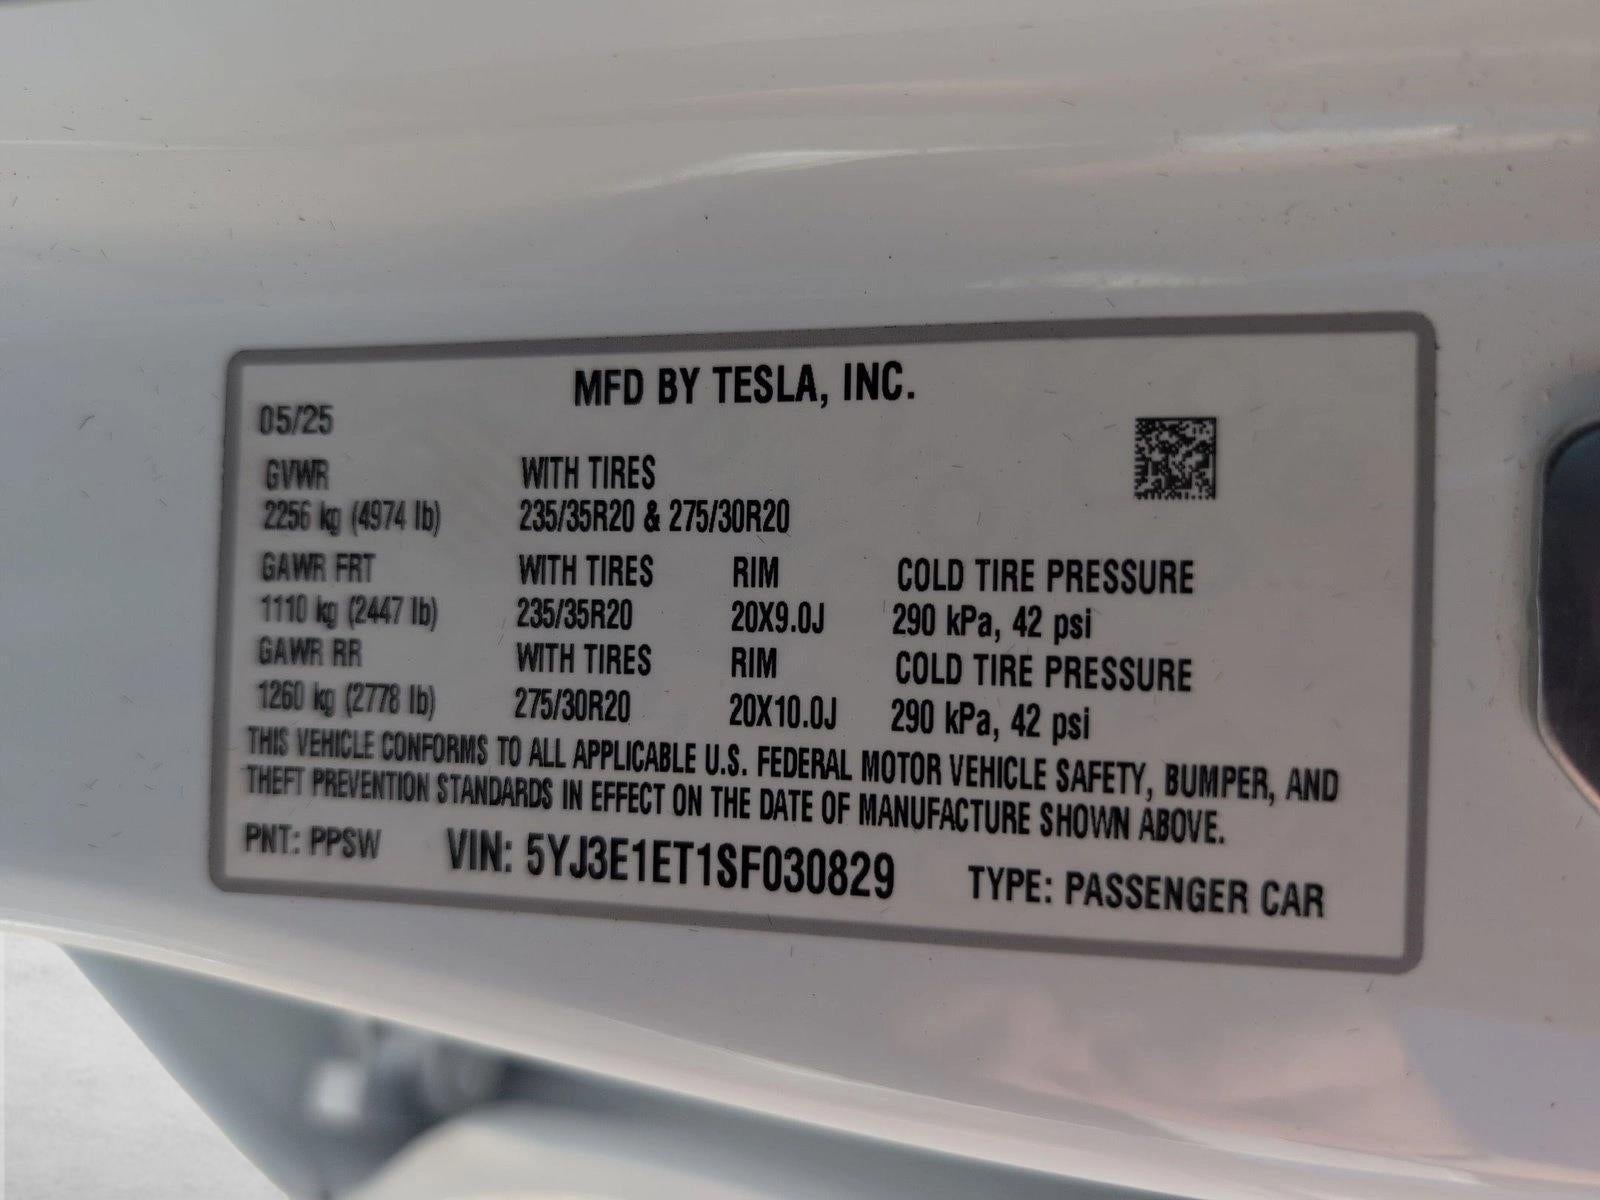 MFD BY TESLA, INC.
05/25
GVWR WITH TIRES
2256 kg (4974 lb) 235/35R20 & 275/30R20
GAWR FRT WITH TIRES RIM COLD TIRE PRESSURE
1110 kg (2447 lb) 235/35R20 20X9.0J 290 kPa, 42 psi
GAWR RR WITH TIRES RIM COLD TIRE PRESSURE
1260 kg (2778 lb) 275/30R20 20X10.0J 290 kPa, 42 psi
THIS VEHICLE CONFORMS TO ALL APPLICABLE U.S. FEDERAL MOTOR VEHICLE SAFETY, BUMPER, AND
THEFT PREVENTION STANDARDS IN EFFECT ON THE DATE OF MANUFACTURE SHOWN ABOVE.
PNT: PPSW VIN: 5YJ3E1ET1SF030829 TYPE: PASSENGER CAR